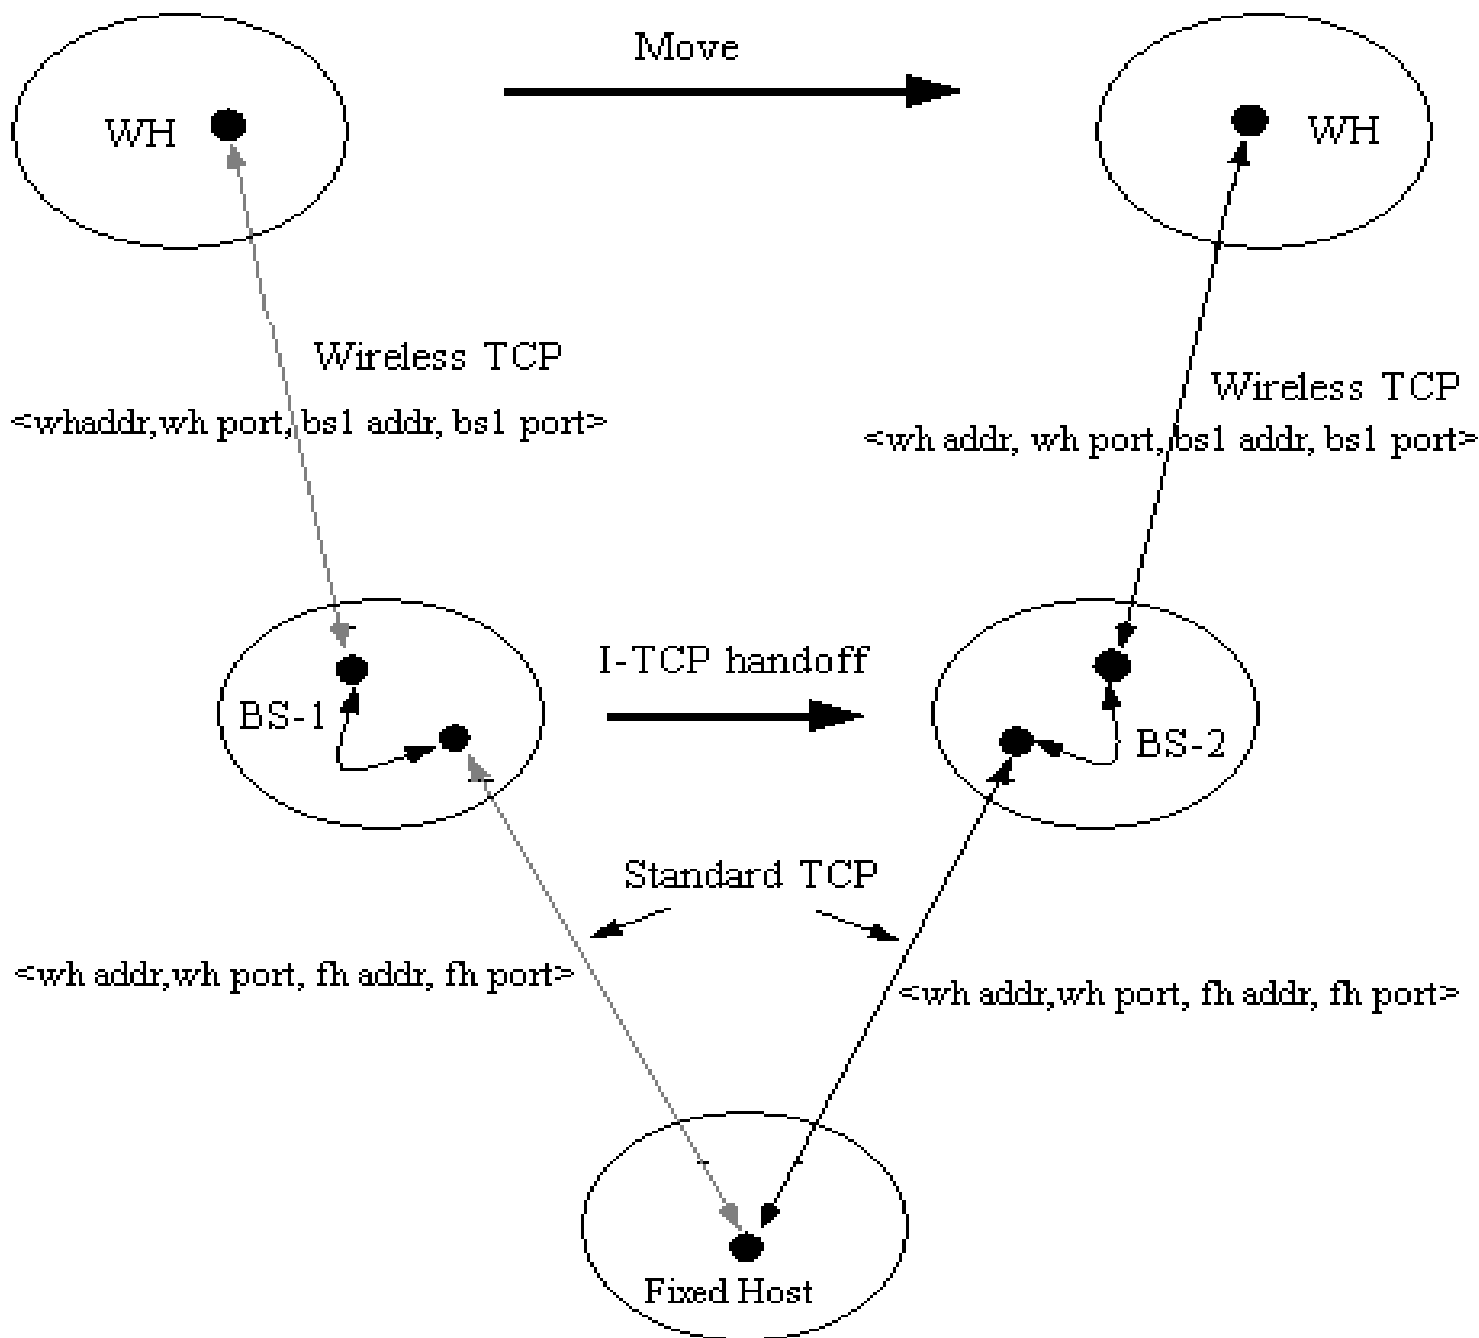 Move
WH
WH
Wireless TCP
<whaddr,wh port, bs1 addr, bs1 port>
Wireless TCP
<wh addr, wh port, bs1 addr, bs1 port>
I-TCP handoff
BS-1
BS-2
Standard TCP
<wh addr,wh port, fh addr, fh port>
<wh addr,wh port, fh addr, fh port>
Fixed Host